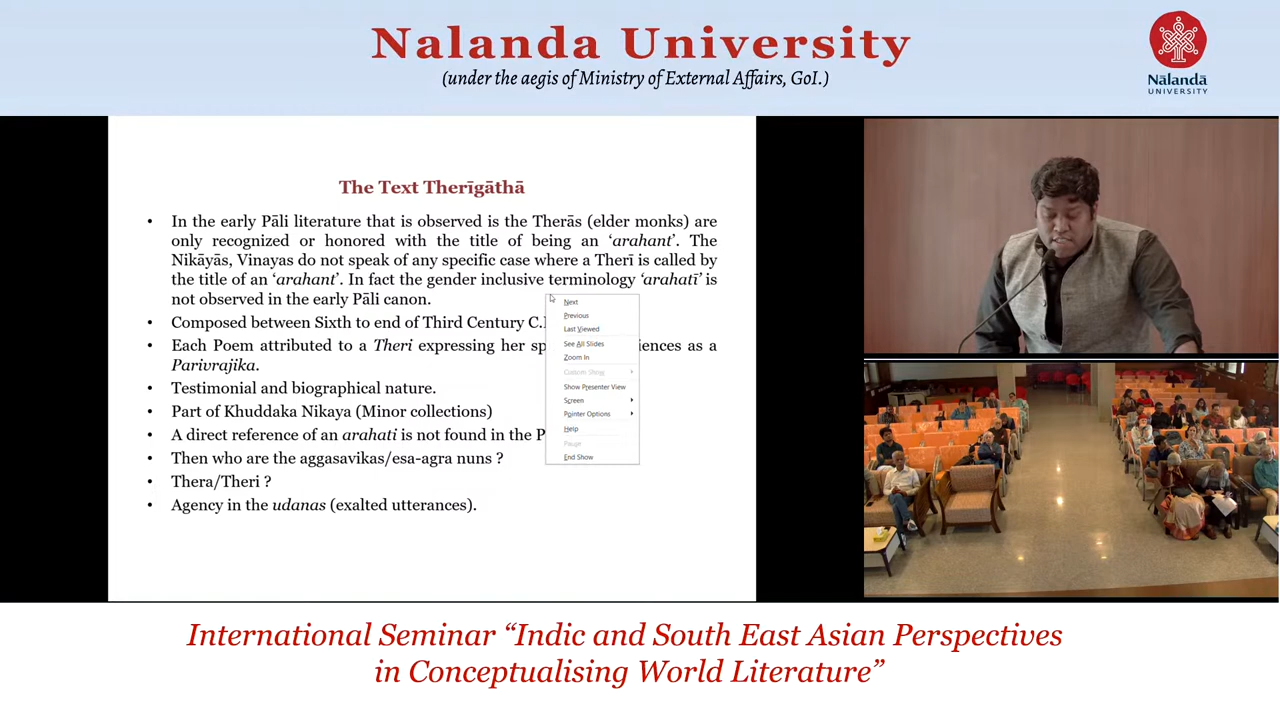 Nalanda University
(under the aegis of Ministry of External Affairs, GoI.)
Nālandā
UNIVERSITY
The Text Therīgāthā
• In the early Pāli literature that is observed is the Therās (elder monks) are
only recognized or honored with the title of being an ‘arahant’. The
Nikāyās, Vinayas do not speak of any specific case where a Therī is called by
the title of an ‘arahant’. In fact the gender inclusive terminology ‘arahatī’ is
not observed in the early Pāli canon.
• Composed between Sixth to end of Third Century
• Each Poem attributed to a Theri expressing her as a
Parivrajika.
• Testimonial and biographical nature.
• Part of Khuddaka Nikaya (Minor collections)
• A direct reference of an arahati is not found in the
• Then who are the aggasavikas/esa-agra nuns ?
• Thera/Theri ?
• Agency in the udanas (exalted utterances).
Next
Previous
Last Viewed
See All Slides
Zoom In
Custom Show
Show Presenter View
Screen
Pointer Options
Help
Pause
End Show
International Seminar “Indic and South East Asian Perspectives
in Conceptualising World Literature”